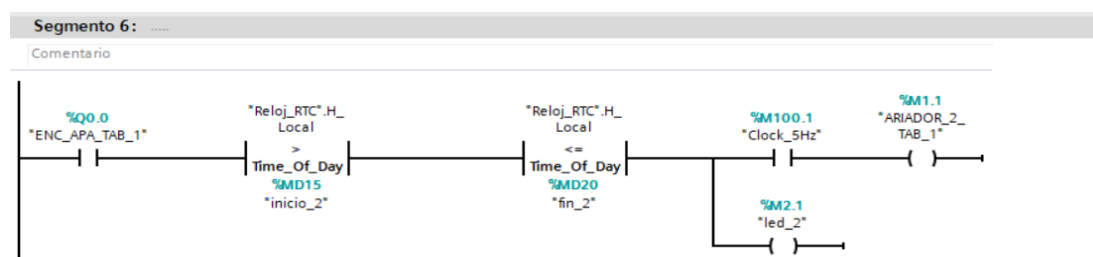 Segmento 6: .....
Comentario
%Q0.0
"ENC_APA_TAB_1"
"Reloj_RTC".H_
Local
>
Time_Of_Day
%MD15
"inicio_2"
"Reloj_RTC".H_
Local
<=
Time_Of_Day
%MD20
"fin_2"
%M100.1
"Clock_5Hz"
%M1.1
"ARIADOR_2_
TAB_1"
%M2.1
"led_2"